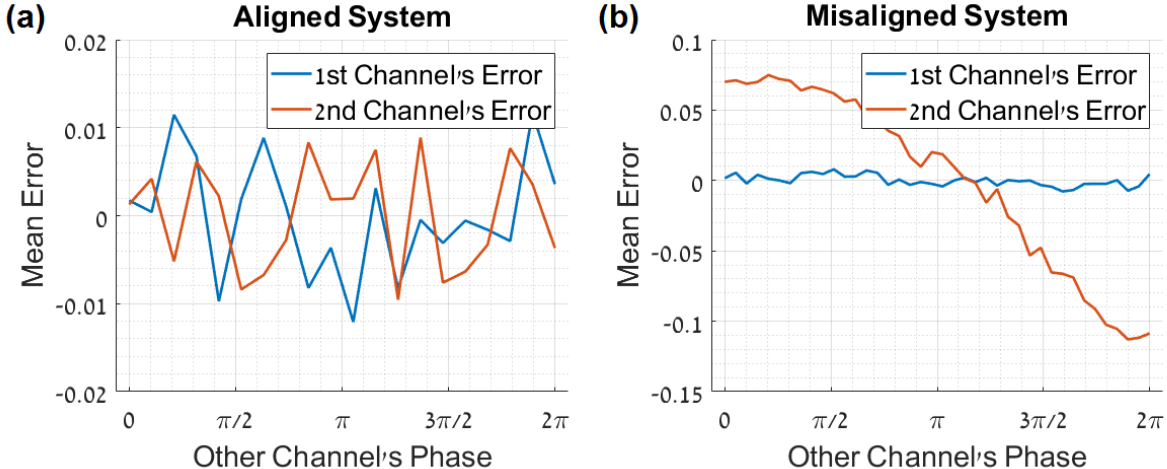 (a)
Aligned System
0.02
0.01
0
-0.01
-0.02
Mean Error
1st Channel's Error
2nd Channel's Error
0
π/2
π
3π/2
2π
Other Channel's Phase
(b)
Misaligned System
0.1
0.05
0
-0.05
-0.1
-0.15
Mean Error
1st Channel's Error
2nd Channel's Error
0
π/2
π
3π/2
2π
Other Channel's Phase